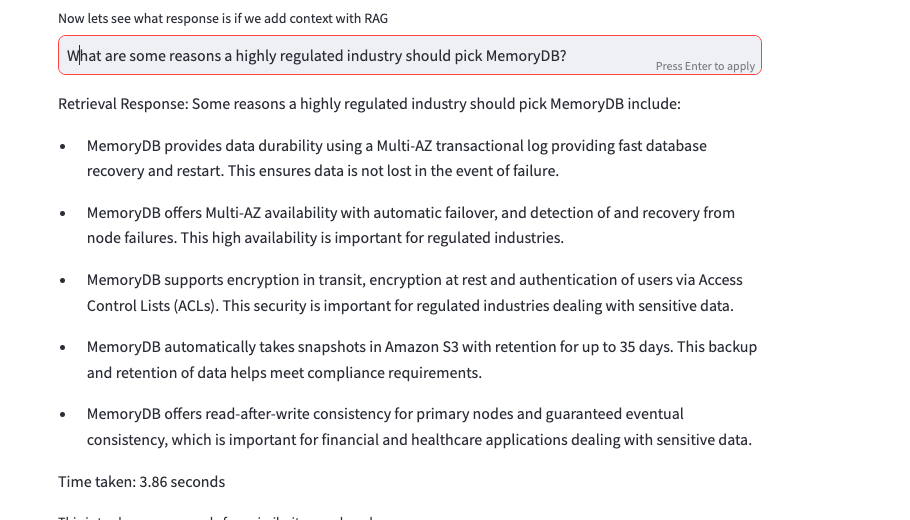 Now lets see what response is if we add context with RAG
What are some reasons a highly regulated industry should pick MemoryDB?
Press Enter to apply
Retrieval Response: Some reasons a highly regulated industry should pick MemoryDB include:
• MemoryDB provides data durability using a Multi-AZ transactional log providing fast database
recovery and restart. This ensures data is not lost in the event of failure.
• MemoryDB offers Multi-AZ availability with automatic failover, and detection of and recovery from
node failures. This high availability is important for regulated industries.
• MemoryDB supports encryption in transit, encryption at rest and authentication of users via Access
Control Lists (ACLs). This security is important for regulated industries dealing with sensitive data.
• MemoryDB automatically takes snapshots in Amazon S3 with retention for up to 35 days. This backup
and retention of data helps meet compliance requirements.
• MemoryDB offers read-after-write consistency for primary nodes and guaranteed eventual
consistency, which is important for financial and healthcare applications dealing with sensitive data.
Time taken: 3.86 seconds